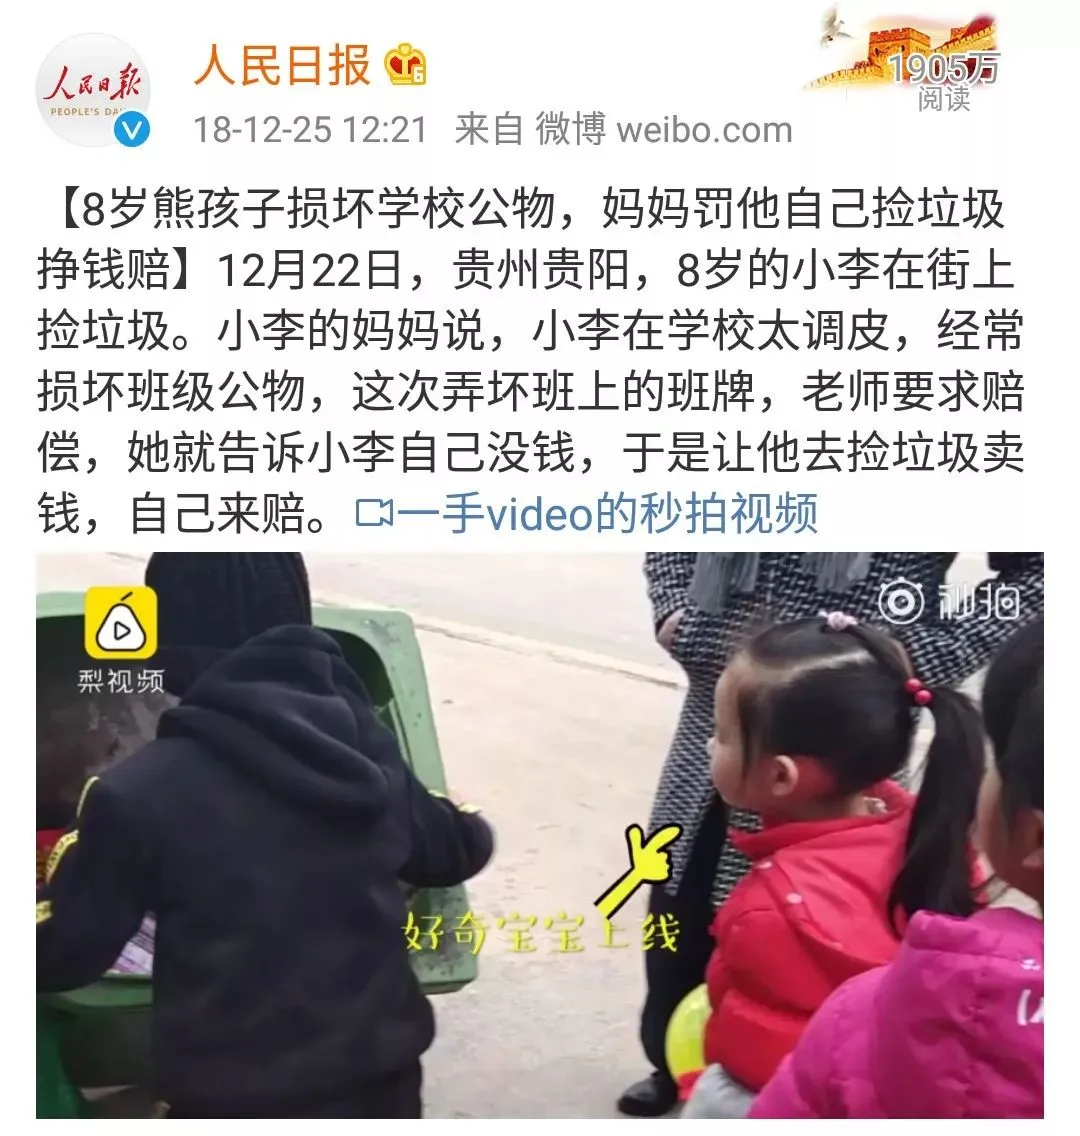 人民日报
PEOPLE'S DA
人民日报
18-12-25 12:21 来自 微博 weibo.com
1905万
阅读
【8岁熊孩子损坏学校公物，妈妈罚他自己捡垃圾
挣钱赔】12月22日，贵州贵阳，8岁的小李在街上
捡垃圾。小李的妈妈说，小李在学校太调皮，经常
损坏班级公物，这次弄坏班上的班牌，老师要求赔
偿，她就告诉小李自己没钱，于是让他去捡垃圾卖
钱，自己来赔。一手video的秒拍视频
梨视频
秒拍
好奇宝宝上线